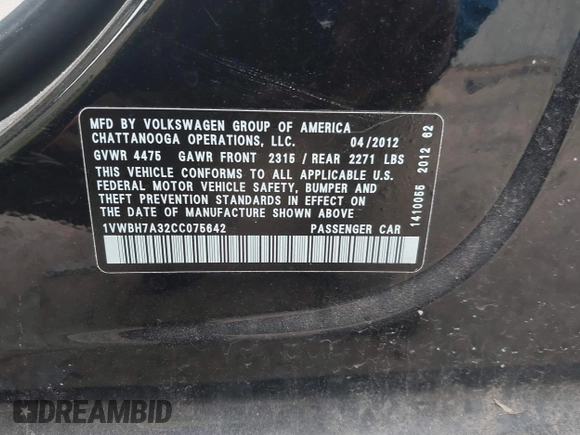 MFD BY VOLKSWAGEN GROUP OF AMERICA
CHATTANOOGA OPERATIONS, LLC. 04/2012
GVWR 4475 GAWR FRONT 2315 / REAR 2271 LBS
THIS VEHICLE CONFORMS TO ALL APPLICABLE U.S.
FEDERAL MOTOR VEHICLE SAFETY, BUMPER AND
THEFT PREVENTION STANDARDS IN EFFECT ON
THE DATE OF MANUFACTURE SHOWN ABOVE
1VWBH7A32CC075642 PASSENGER CAR
1410055 2012 62
DREAMBID